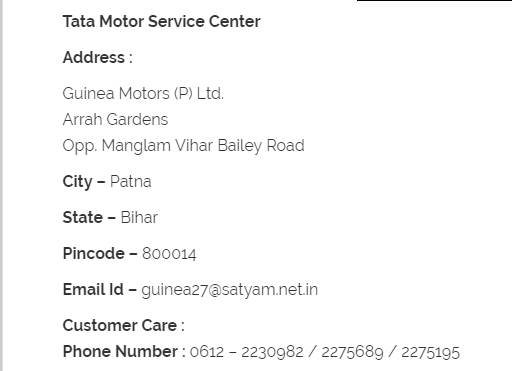 Tata Motor Service Center
Address :
Guinea Motors (P) Ltd.
Arrah Gardens
Opp. Manglam Vihar Bailey Road
City – Patna
State – Bihar
Pincode – 800014
Email Id – guinea27@satyam.net.in
Customer Care :
Phone Number : 0612 – 2230982 / 2275689 / 2275195